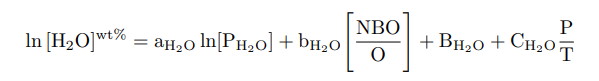 ln [H₂O]^wt% = a_H₂O ln[P_H₂O] + b_H₂O [NBO/O] + B_H₂O + C_H₂O P/T